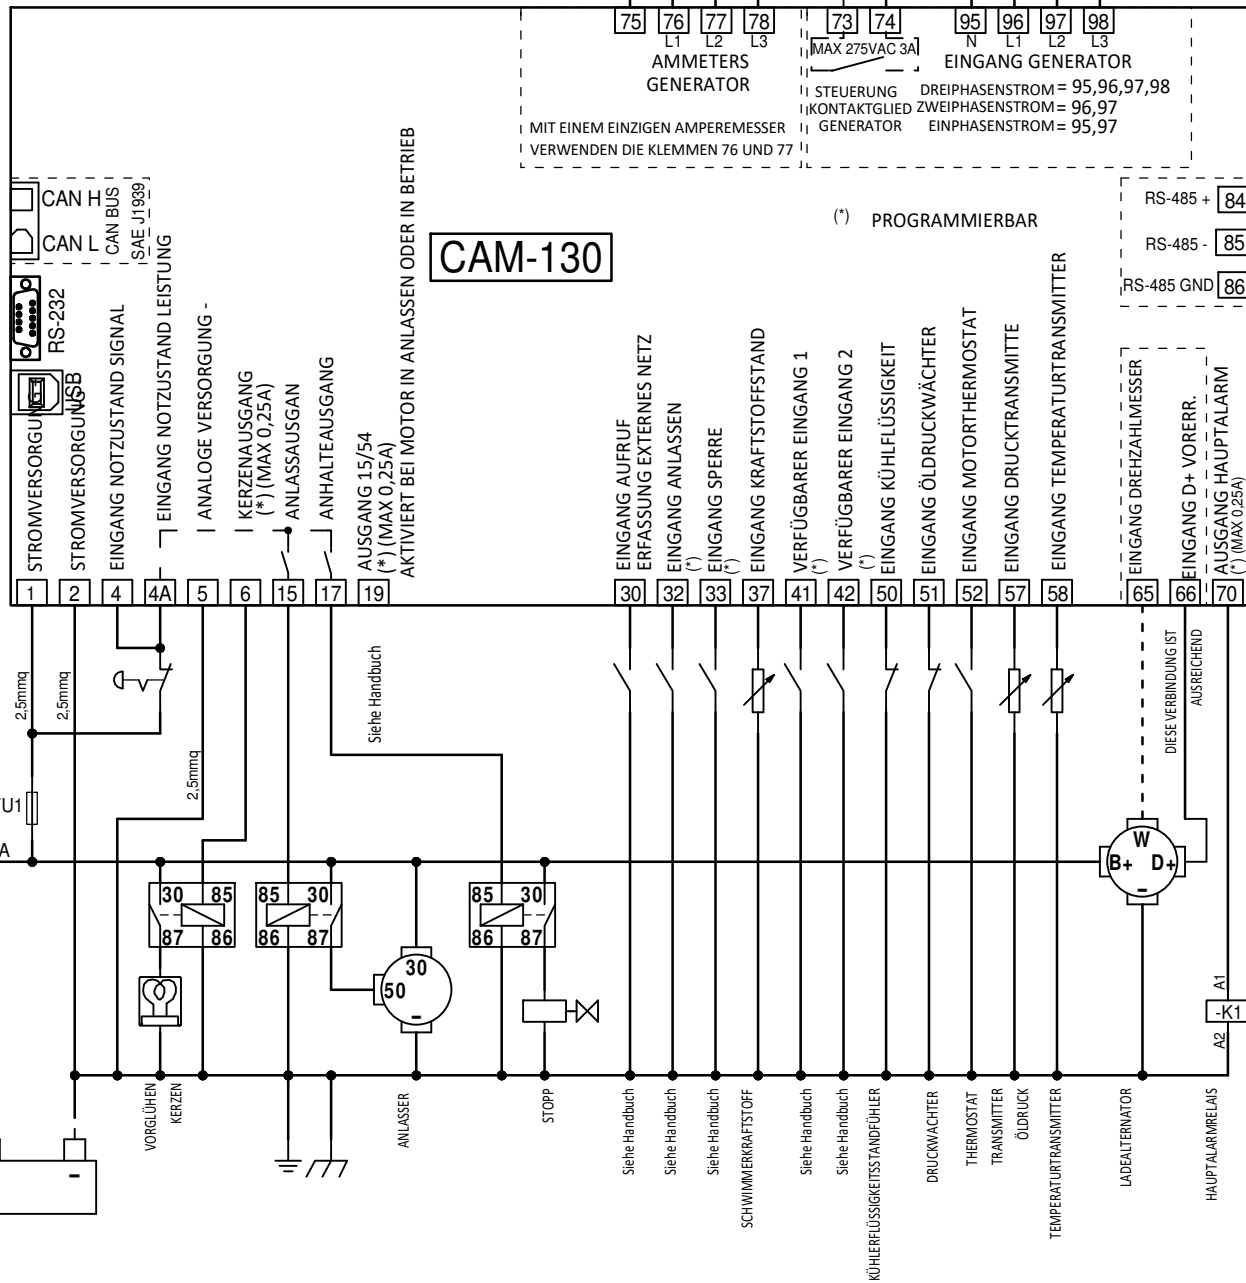 75 76 77 78 73 74 95 96 97 98
L1 L2 L3 N L1 L2 L3
AMMETERS
GENERATOR
MAX 275VAC 3A
EINGANG GENERATOR
STEUERUNG
KONTAKTGLIED
GENERATOR
DREIPHASENSTROM = 95,96,97,98
ZWEIPHASENSTROM = 96,97
EINPHASENSTROM = 95,97
MIT EINEM EINZIGEN AMPEREMESSER
VERWENDEN DIE KLEMMEN 76 UND 77
CAN H
CAN L
CAN BUS
SAE J1939
RS-232
USB
CAM-130
(*) PROGRAMMIERBAR
RS-485 + 84
RS-485 - 85
RS-485 GND 86
STROMVERSORGUNG
STROMVERSORGUNG
EINGANG NOTZUSTAND SIGNAL
EINGANG NOTZUSTAND LEISTUNG
ANALOGE VERSORGUNG -
KERZENAUSGANG
(*) (MAX 0,25A)
ANLASSAUSGAN
ANHALTEAUSGANG
AUSGANG 15/54
(*) (MAX 0,25A)
AKTIVIERT BEI MOTOR IN ANLASSEN ODER IN BETRIEB
EINGANG AUFRUF
ERFASSUNG EXTERNES NETZ
EINGANG ANLASSEN
(*)
EINGANG SPERRE
(*)
EINGANG KRAFTSTOFFSTAND
VERFÜGBARER EINGANG 1
(*)
VERFÜGBARER EINGANG 2
(*)
EINGANG KÜHLFLÜSSIGKEIT
EINGANG ÖLDRUCKWÄCHTER
EINGANG MOTORTHERMOSTAT
EINGANG DRUCKTRANSMITTE
EINGANG TEMPERATURTRANSMITTER
EINGANG DREHZAHLMESSER
EINGANG D+ VORERR.
AUSGANG HAUPTALARM
(*) (MAX 0,25A)
1 2 4 4A 5 6 15 17 19 30 32 33 37 41 42 50 51 52 57 58 65 66 70
2,5mmq
2,5mmq
2,5mmq
Siehe Handbuch
DIESE VERBINDUNG IST
AUSREICHEND
U1
A
W
B+ D+
-
30 85
87 86
85 30
86 87
85 30
86 87
30
50
-
A1
-K1
A2
VORGLÜHEN
KERZEN
ANLASSER
STOPP
Siehe Handbuch
Siehe Handbuch
Siehe Handbuch
SCHWIMMERKRAFTSTOFF
Siehe Handbuch
Siehe Handbuch
KÜHLERFLÜSSIGKEITSSTANDFÜHLER
DRUCKWACHTER
THERMOSTAT
TRANSMITTER
ÖLDRUCK
TEMPERATURTRANSMITTER
LADEALTERNATOR
HAUPTALARMRELAIS
-